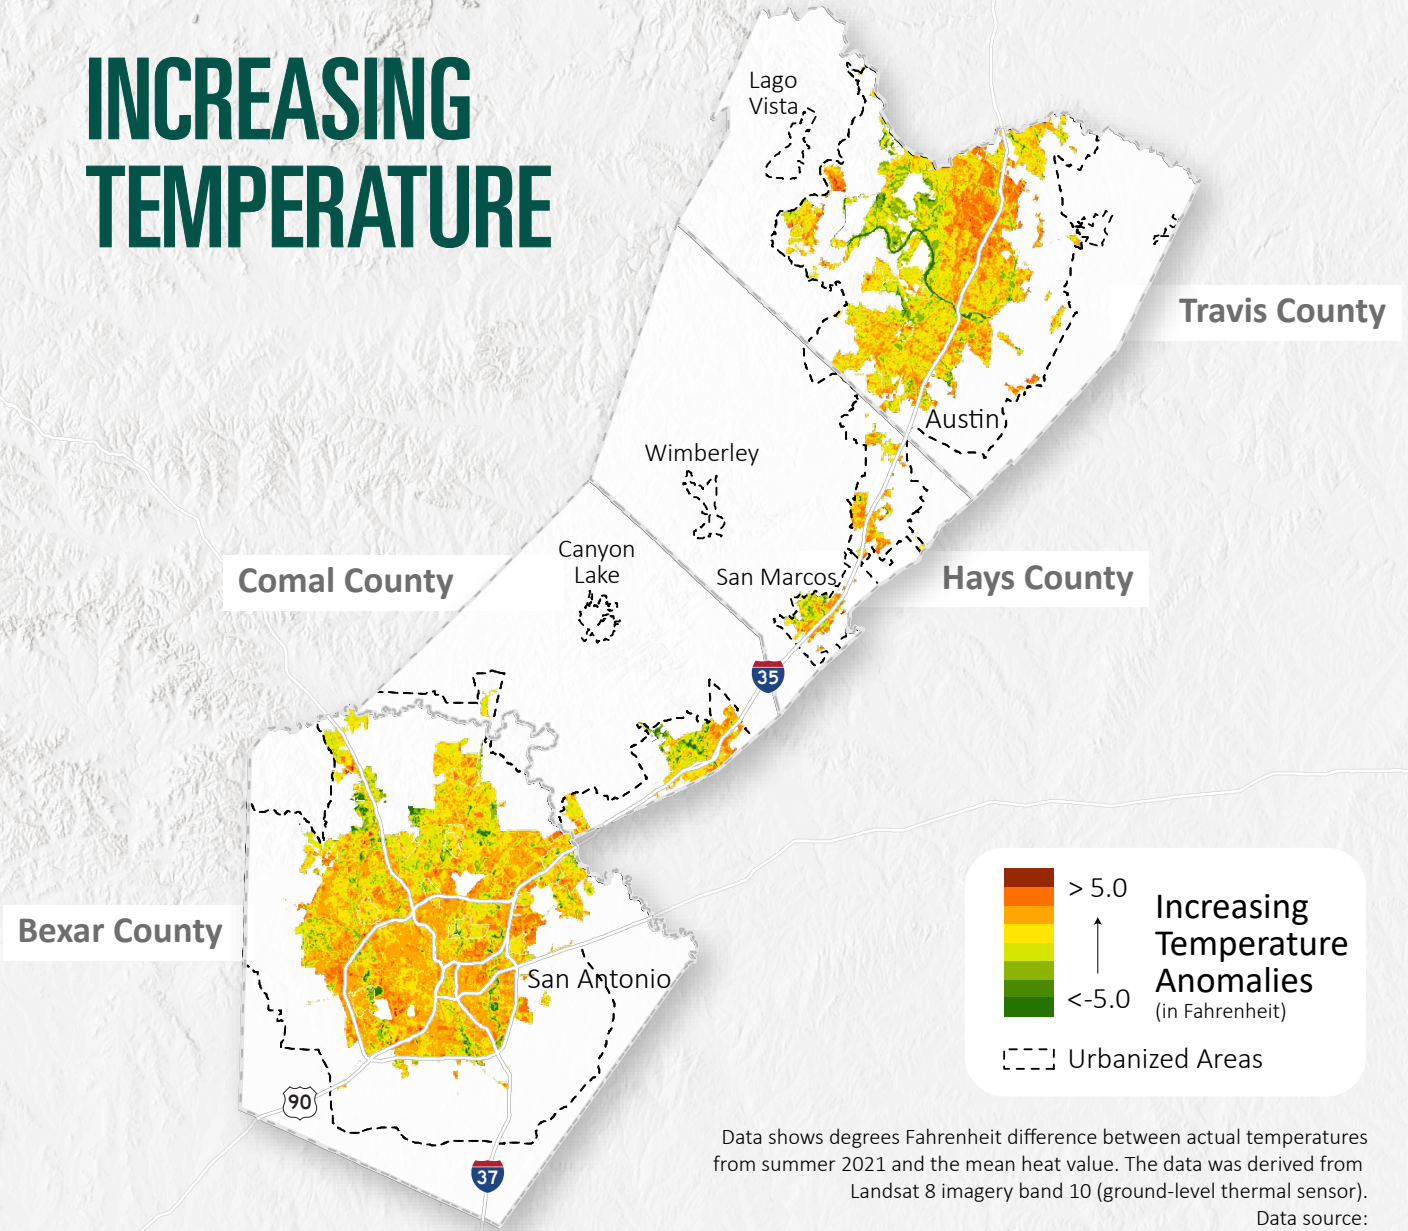 INCREASING
TEMPERATURE
Lago
Vista
Travis County
Austin
Wimberley
Canyon
Lake
San Marcos
Hays County
Comal County
35
Bexar County
San Antonio
90
37
> 5.0
<-5.0
Increasing
Temperature
Anomalies
(in Fahrenheit)
Urbanized Areas
Data shows degrees Fahrenheit difference between actual temperatures
from summer 2021 and the mean heat value. The data was derived from
Landsat 8 imagery band 10 (ground-level thermal sensor).
Data source: